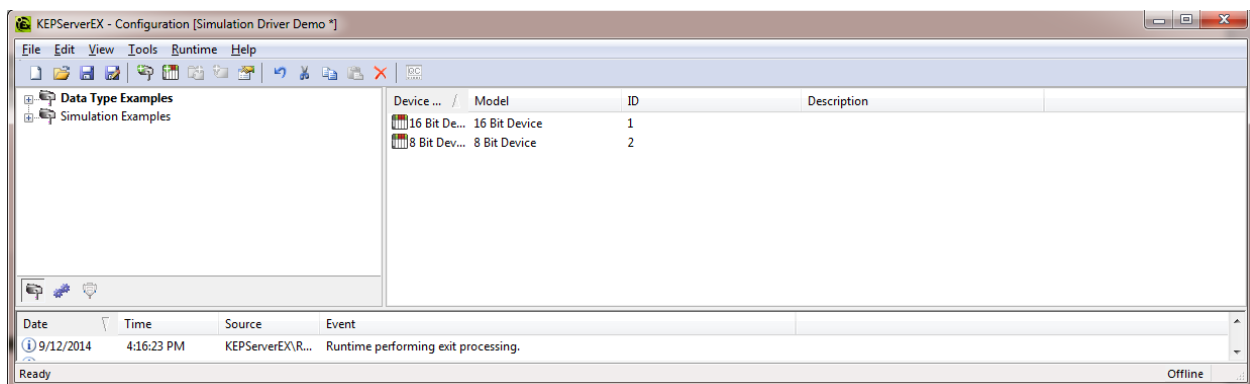 KEPServerEX - Configuration [Simulation Driver Demo *]
File Edit View Tools Runtime Help
Data Type Examples
Simulation Examples
Device ... Model ID Description
16 Bit De... 16 Bit Device 1
8 Bit Dev... 8 Bit Device 2
Date Time Source Event
9/12/2014 4:16:23 PM KEPServerEX\R... Runtime performing exit processing.
Ready Offline